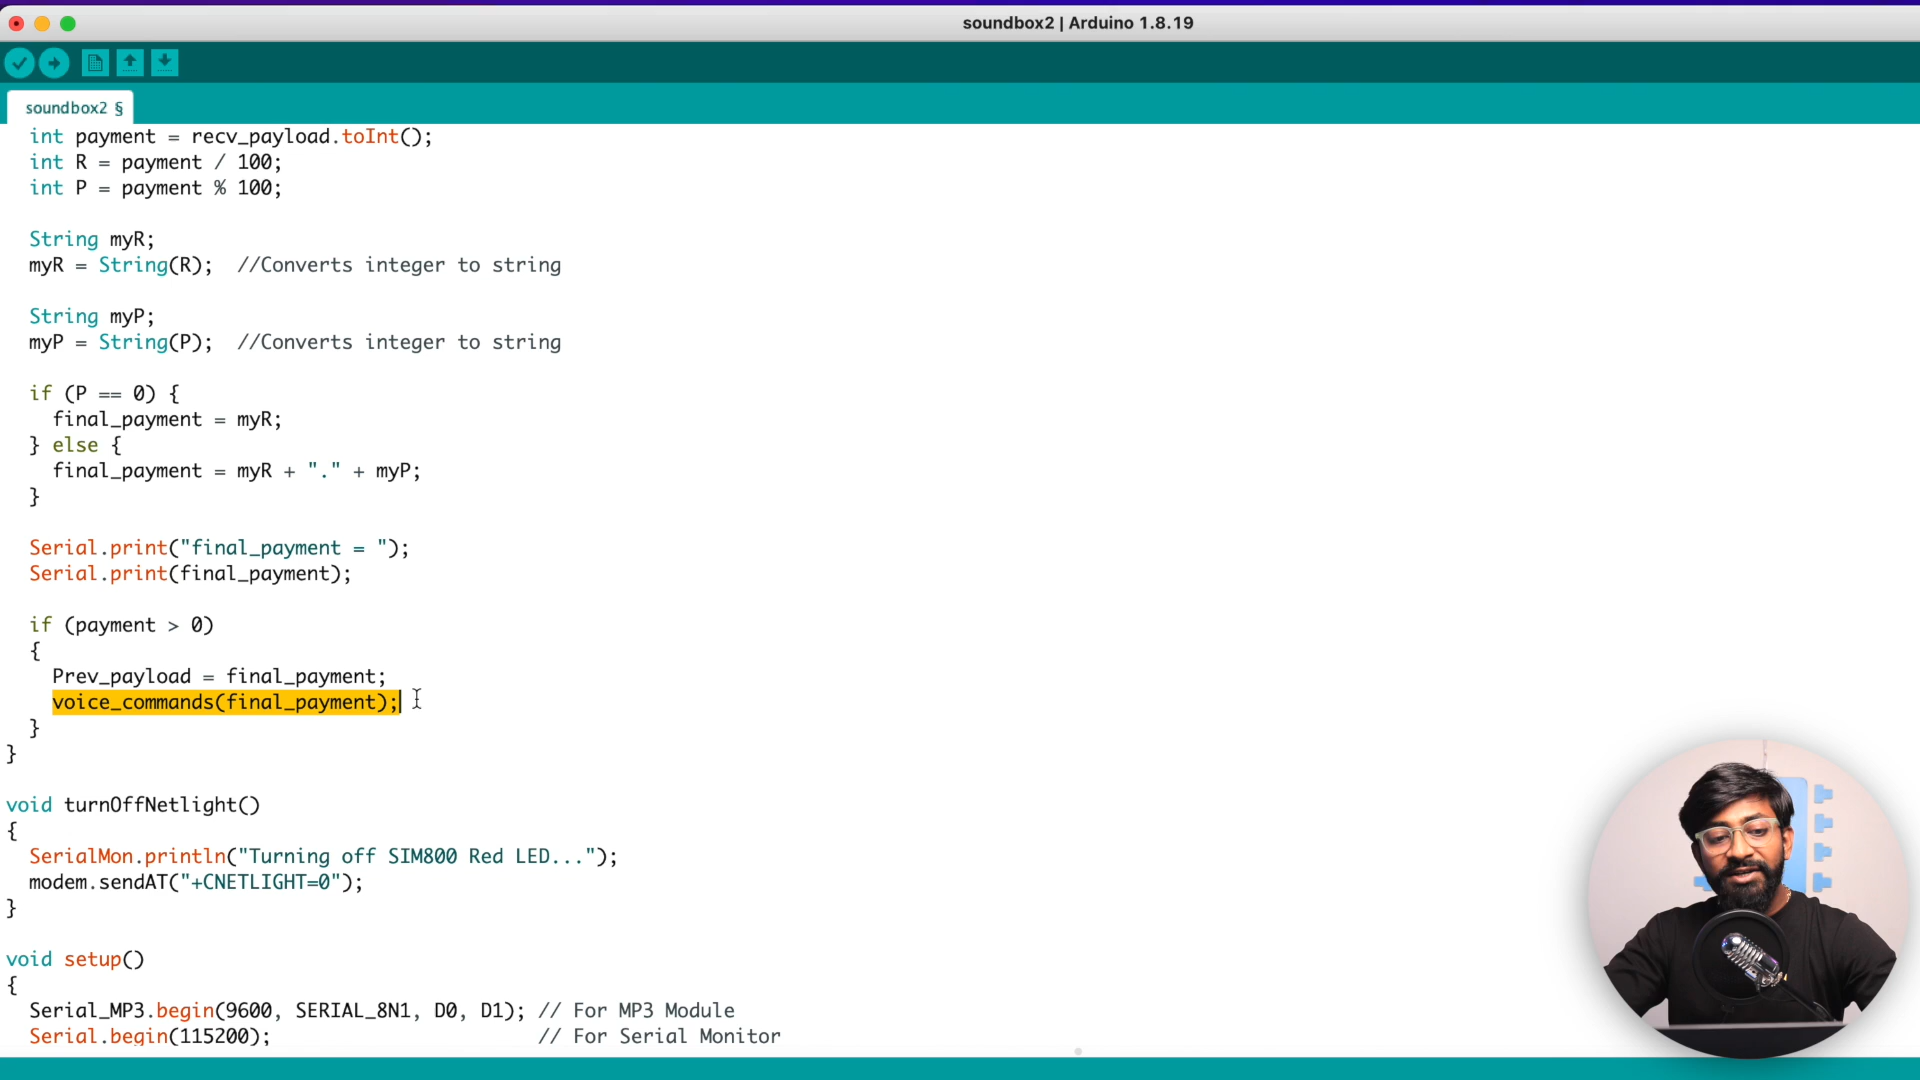 soundbox2 | Arduino 1.8.19
soundbox2 §
int payment = recv_payload.toInt();
int R = payment / 100;
int P = payment % 100;
String myR;
myR = String(R);  //Converts integer to string
String myP;
myP = String(P);  //Converts integer to string
if (P == 0) {
final_payment = myR;
} else {
final_payment = myR + "." + myP;
}
Serial.print("final_payment = ");
Serial.print(final_payment);
if (payment > 0)
{
Prev_payload = final_payment;
voice_commands(final_payment);
}
}
void turnOffNetlight()
{
SerialMon.println("Turning off SIM800 Red LED...");
modem.sendAT("+CNETLIGHT=0");
}
void setup()
{
Serial_MP3.begin(9600, SERIAL_8N1, D0, D1); // For MP3 Module
Serial.begin(115200); // For Serial Monitor